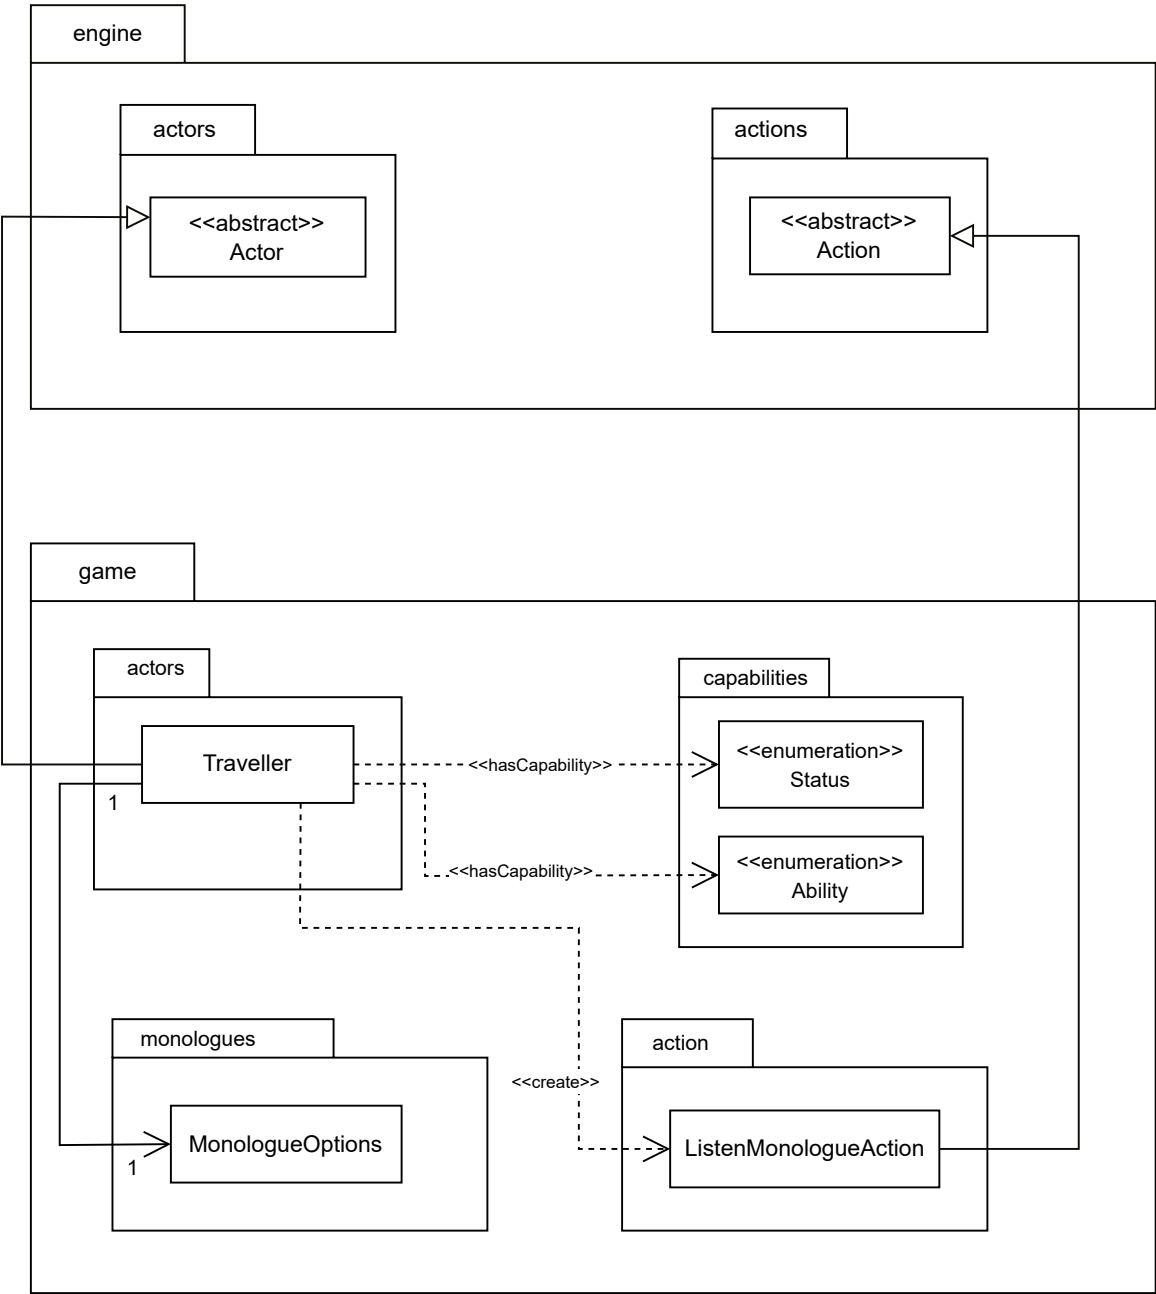 engine
actors
actions
<<abstract>>
Actor
<<abstract>>
Action
game
actors
capabilities
Traveller
1
<<hasCapability>>
<<enumeration>>
Status
<<hasCapability>>
<<enumeration>>
Ability
monologues
action
<<create>>
MonologueOptions
1
ListenMonologueAction